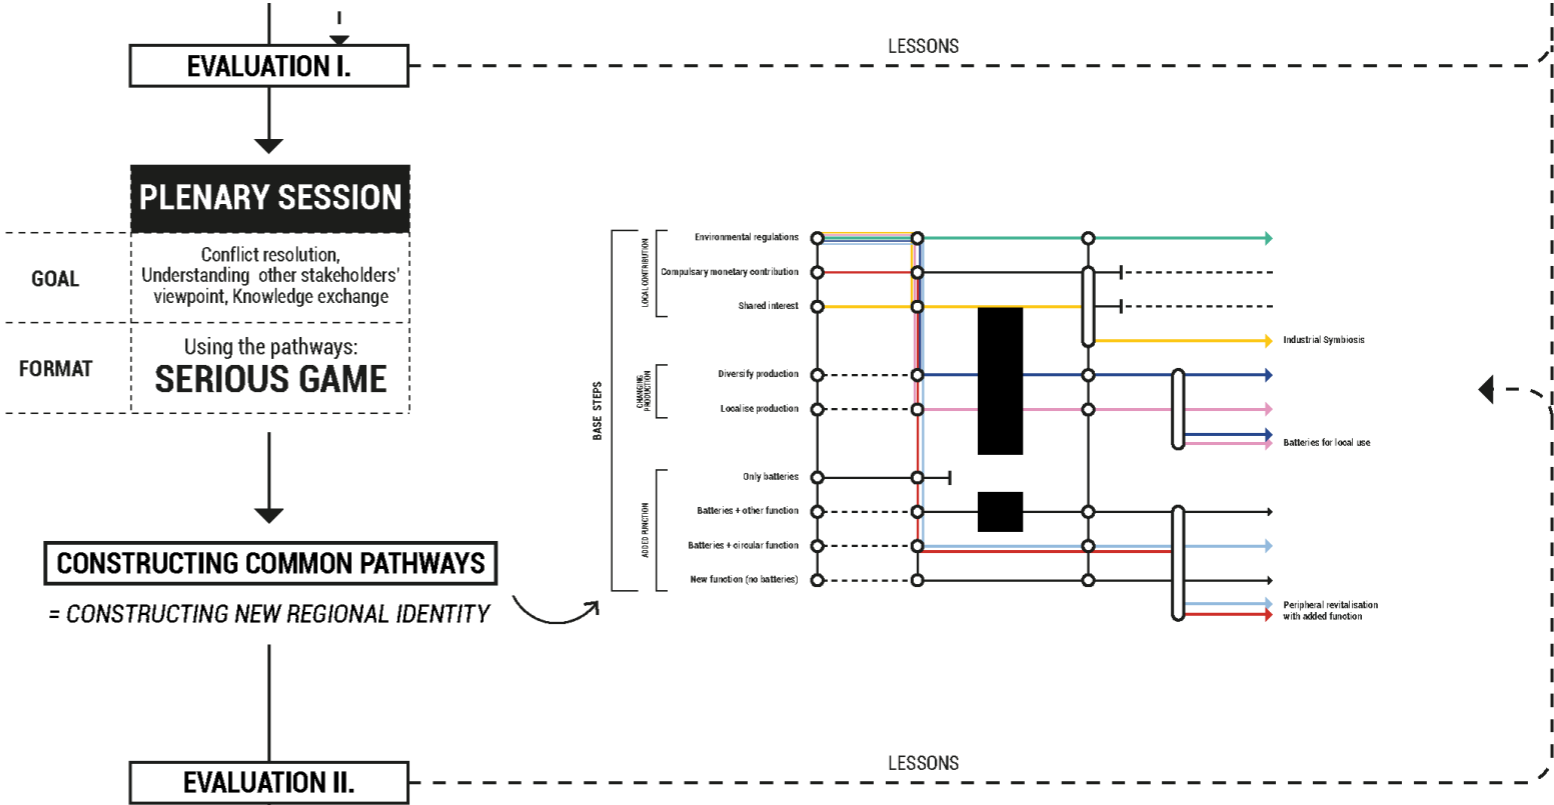 EVALUATION I.
LESSONS
PLENARY SESSION
GOAL
Conflict resolution,
Understanding other stakeholders'
viewpoint, Knowledge exchange
FORMAT
Using the pathways:
SERIOUS GAME
CONSTRUCTING COMMON PATHWAYS
= CONSTRUCTING NEW REGIONAL IDENTITY
BASE STEPS
LOCAL CONTRIBUTION
Environmental regulations
Compulsary monetary contribution
Shared interest
Industrial Symbiosis
CHANGING
PRODUCTION
Diversify production
Localise production
Batteries for local use
ADDED FUNCTION
Only batteries
Batteries + other function
Batteries + circular function
New function (no batteries)
Peripheral revitalisation
with added function
EVALUATION II.
LESSONS